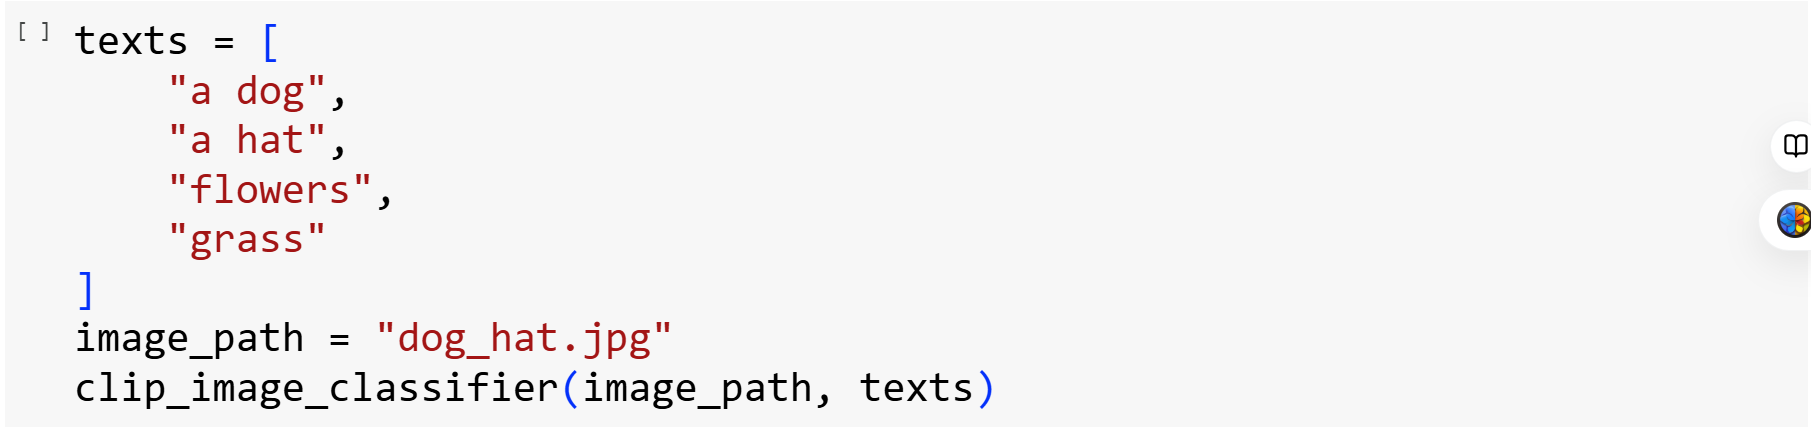 [ ] texts = [
"a dog",
"a hat",
"flowers",
"grass"
]
image_path = "dog_hat.jpg"
clip_image_classifier(image_path, texts)